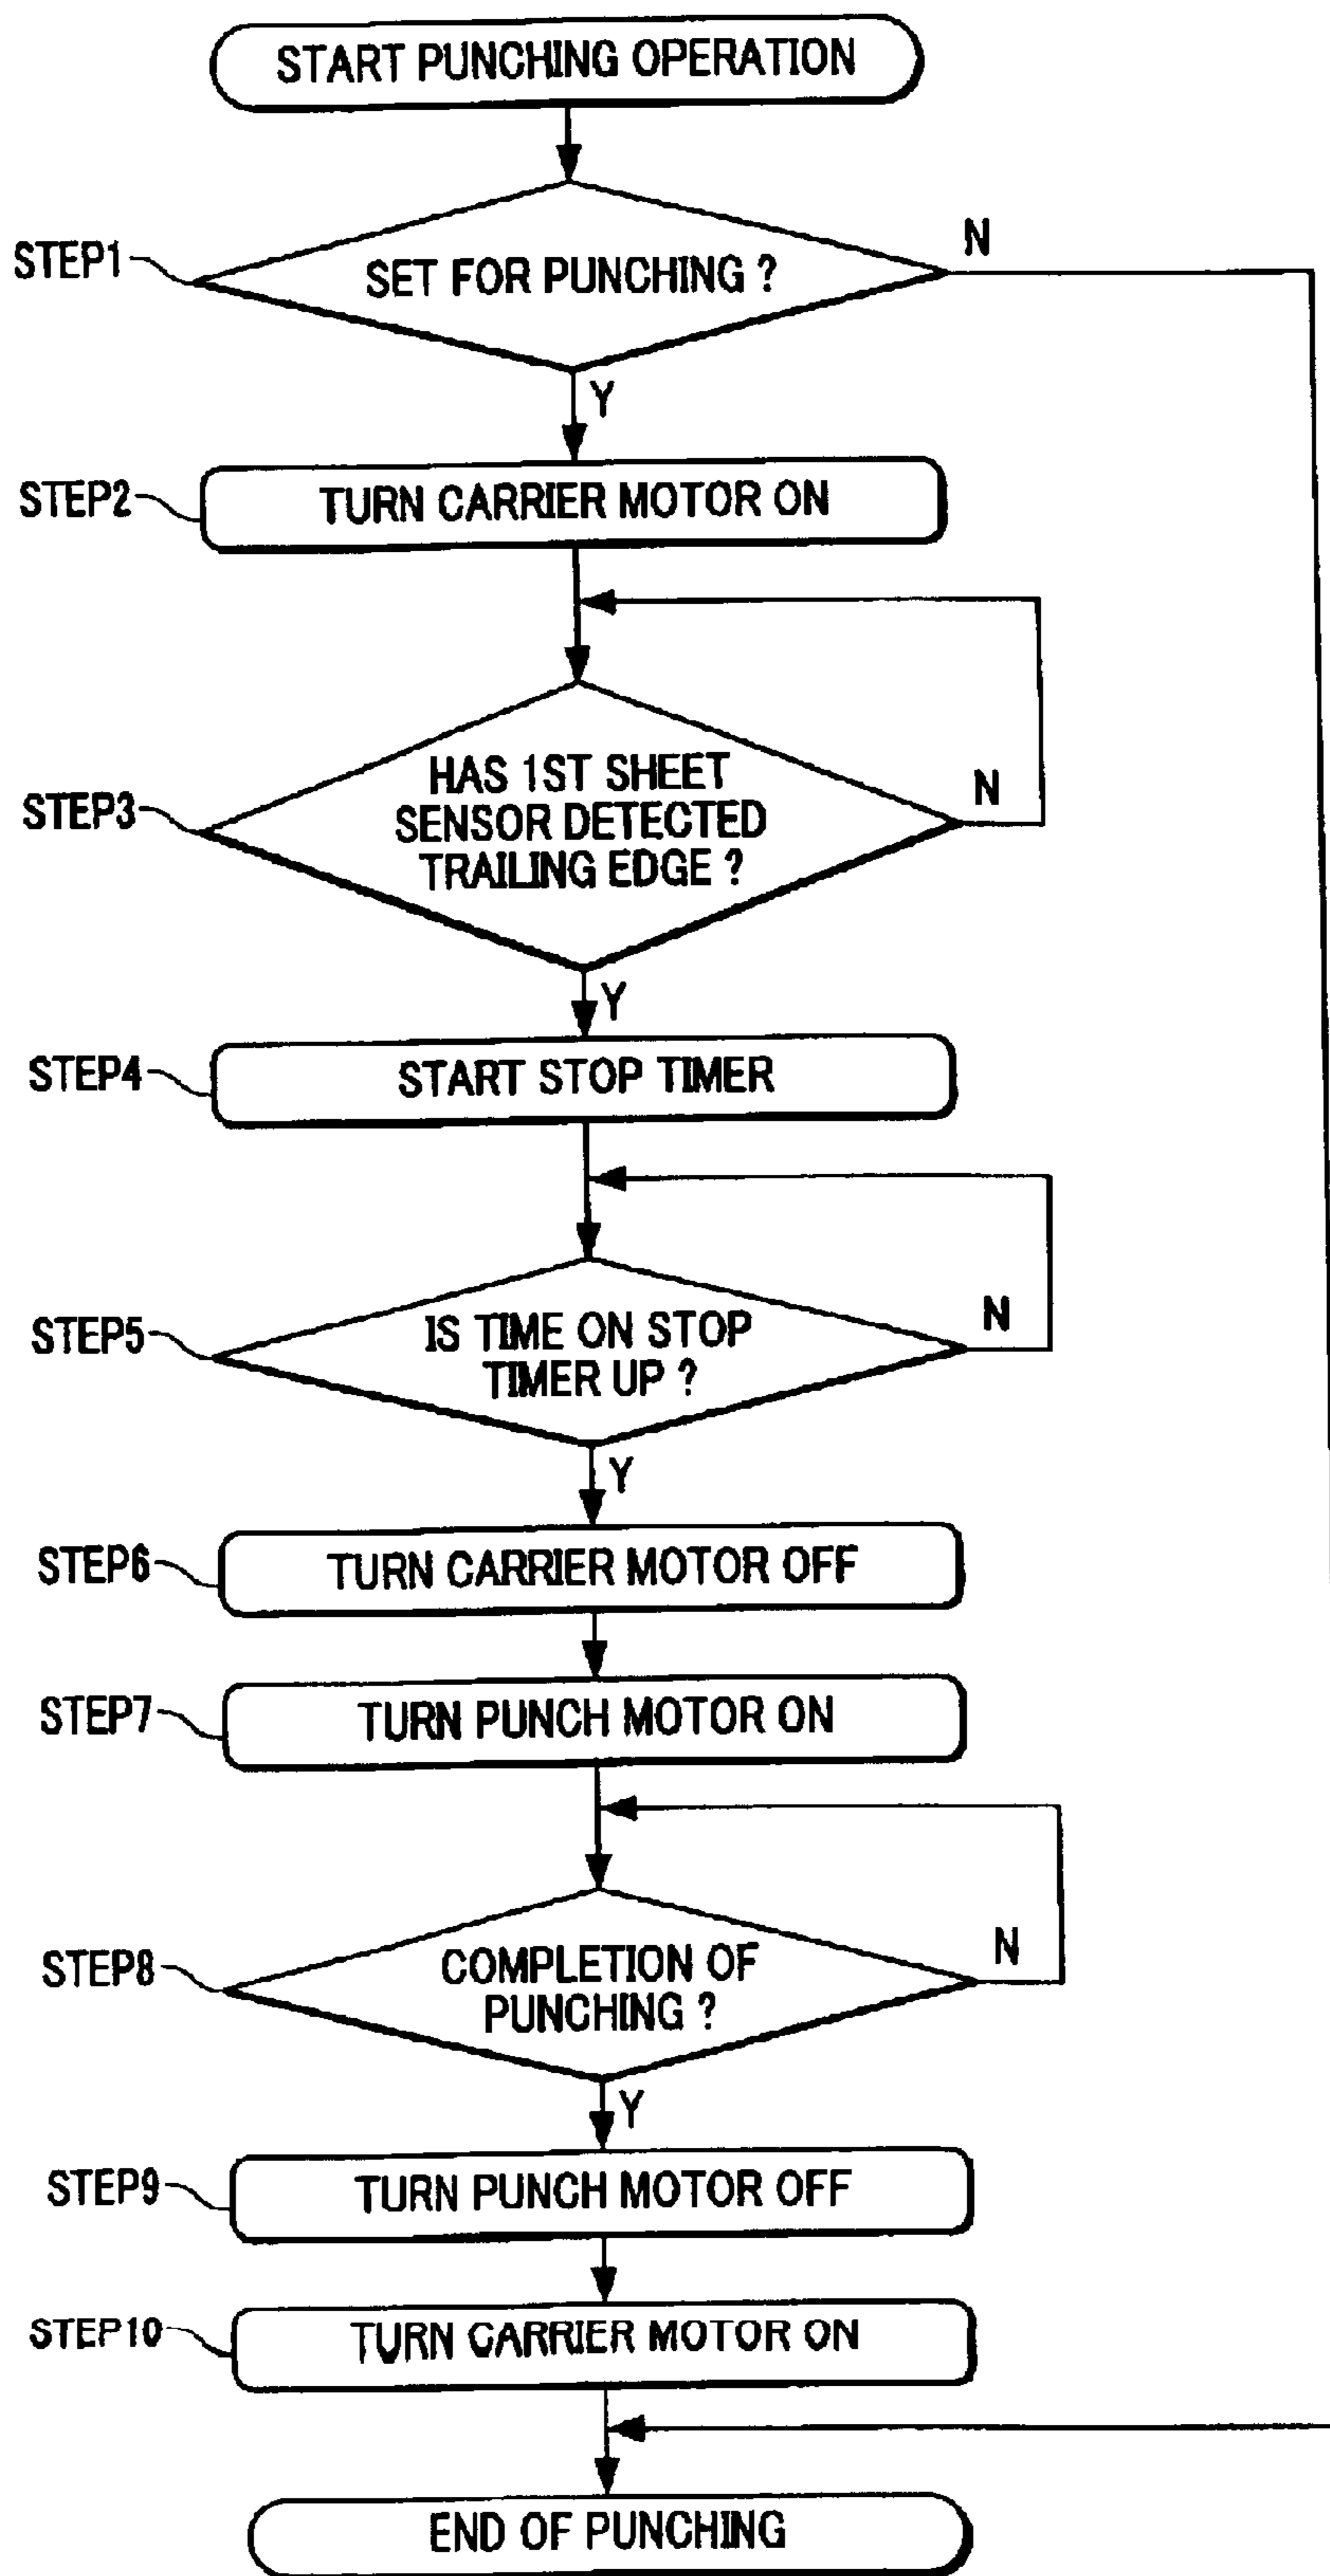 START PUNCHING OPERATION
STEP1
SET FOR PUNCHING ?
N
Y
STEP2
TURN CARRIER MOTOR ON
STEP3
HAS 1ST SHEET
SENSOR DETECTED
TRAILING EDGE ?
N
Y
STEP4
START STOP TIMER
STEP5
IS TIME ON STOP
TIMER UP ?
N
Y
STEP6
TURN CARRIER MOTOR OFF
STEP7
TURN PUNCH MOTOR ON
STEP8
COMPLETION OF
PUNCHING ?
N
Y
STEP9
TURN PUNCH MOTOR OFF
STEP10
TURN CARRIER MOTOR ON
END OF PUNCHING